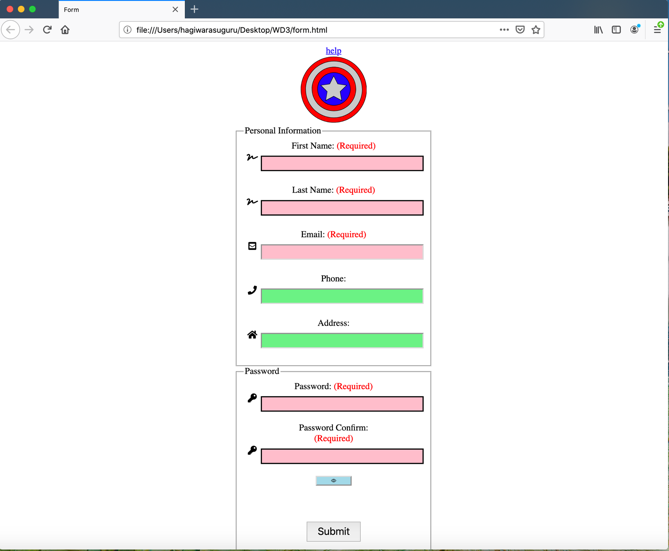 Form
file:///Users/hagiwarasuguru/Desktop/WD3/form.html
help
Personal Information
First Name: (Required)
Last Name: (Required)
Email: (Required)
Phone:
Address:
Password
Password: (Required)
Password Confirm:
(Required)
Submit